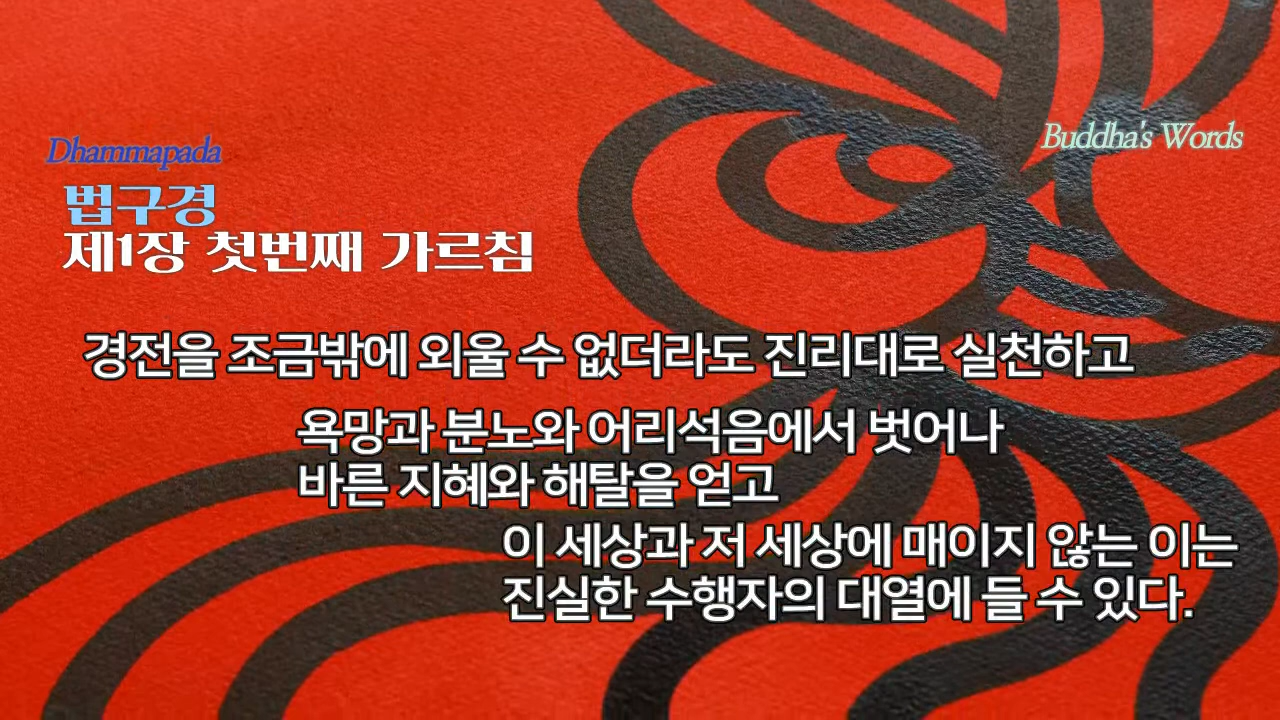 Dhammapada
Buddha's Words
법구경
제1장 첫번째 가르침
경전을 조금밖에 외울 수 없더라도 진리대로 실천하고
욕망과 분노와 어리석음에서 벗어나
바른 지혜와 해탈을 얻고
이 세상과 저 세상에 매이지 않는 이는
진실한 수행자의 대열에 들 수 있다.